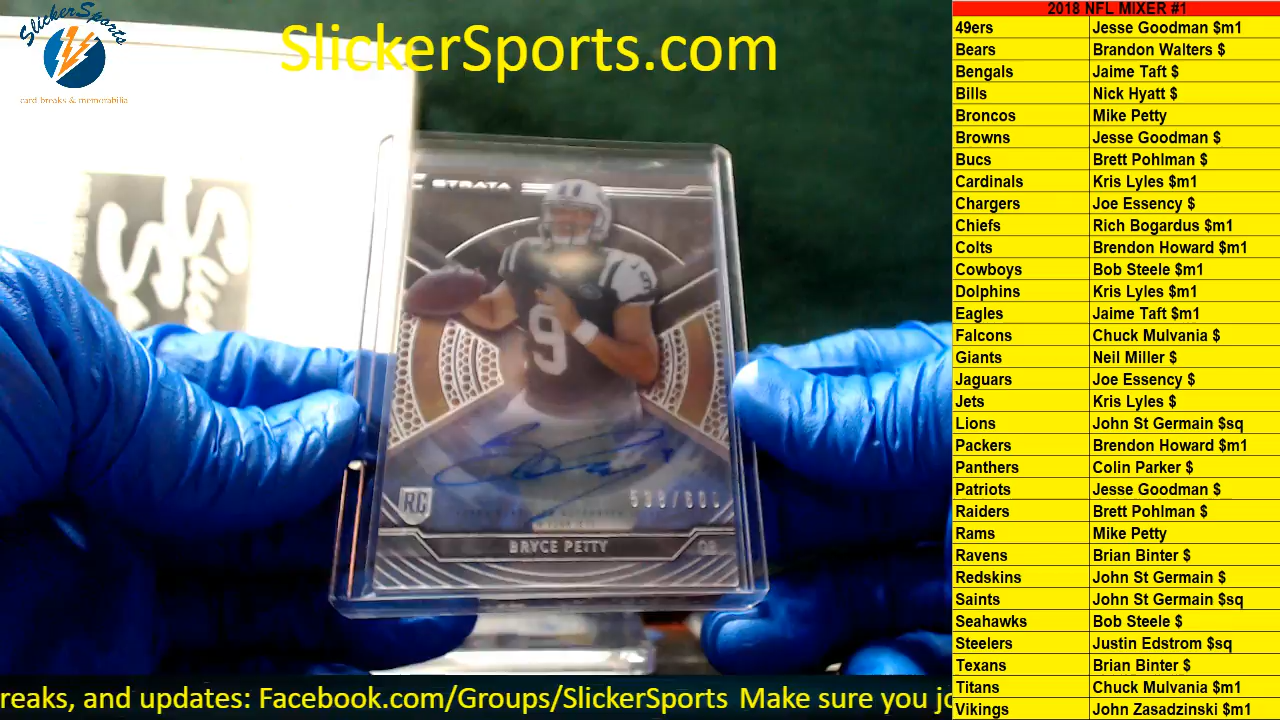 SlickerSports
card breaks & memorabilia
SlickerSports.com
STRATA
9
9
RC
538/600
BRYCE PETTY
QB
reaks, and updates: Facebook.com/Groups/SlickerSports Make sure you jo
2018 NFL MIXER #1
49ers Jesse Goodman $m1
Bears Brandon Walters $
Bengals Jaime Taft $
Bills Nick Hyatt $
Broncos Mike Petty
Browns Jesse Goodman $
Bucs Brett Pohlman $
Cardinals Kris Lyles $m1
Chargers Joe Essency $
Chiefs Rich Bogardus $m1
Colts Brendon Howard $m1
Cowboys Bob Steele $m1
Dolphins Kris Lyles $m1
Eagles Jaime Taft $m1
Falcons Chuck Mulvania $
Giants Neil Miller $
Jaguars Joe Essency $
Jets Kris Lyles $
Lions John St Germain $sq
Packers Brendon Howard $m1
Panthers Colin Parker $
Patriots Jesse Goodman $
Raiders Brett Pohlman $
Rams Mike Petty
Ravens Brian Binter $
Redskins John St Germain $
Saints John St Germain $sq
Seahawks Bob Steele $
Steelers Justin Edstrom $sq
Texans Brian Binter $
Titans Chuck Mulvania $m1
Vikings John Zasadzinski $m1